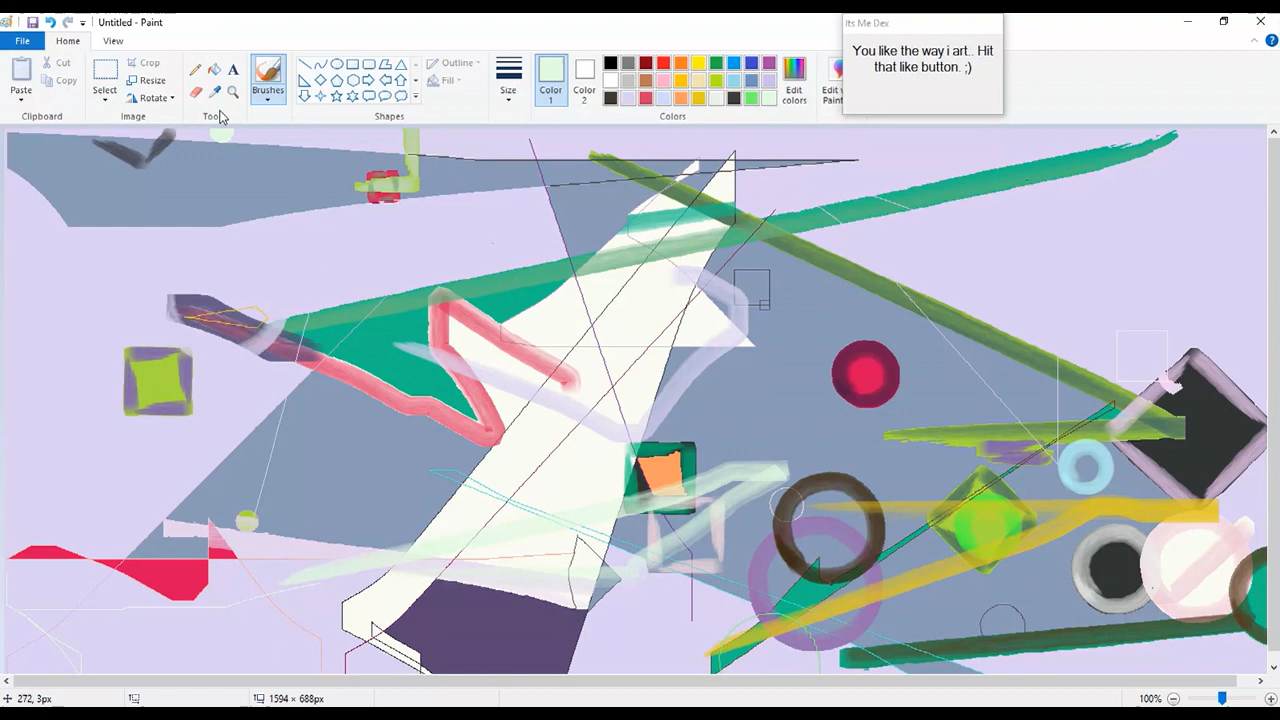 Untitled - Paint
Its Me Dex
You like the way i art.. Hit
that like button. ;)
File
Home
View
Paste
Cut
Copy
Clipboard
Select
Crop
Resize
Rotate
Image
A
Tools
Brushes
Outline
Fill
Shapes
Size
Color
1
Color
2
Edit
colors
Colors
272, 3px
1594 × 688px
100%